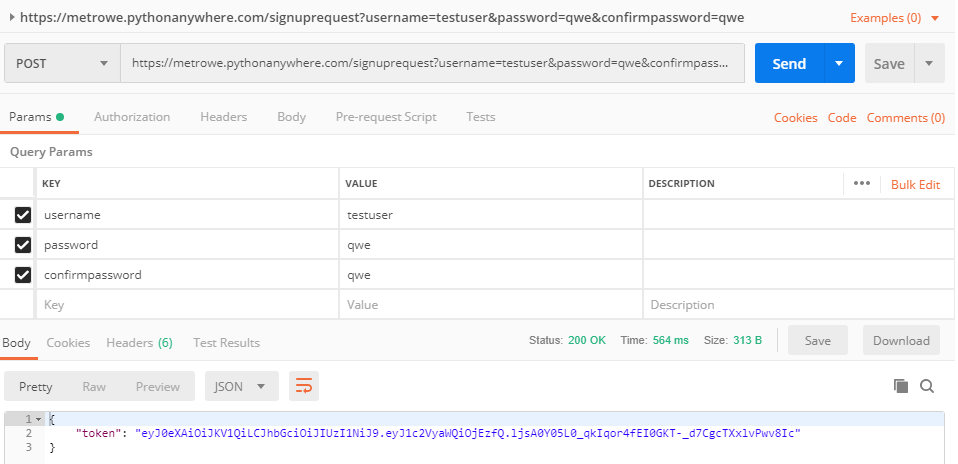 https://metrowe.pythonanywhere.com/signuprequest?username=testuser&password=qwe&confirmpassword=qwe Examples (0)
POST https://metrowe.pythonanywhere.com/signuprequest?username=testuser&password=qwe&confirmpass... Send Save
Params Authorization Headers Body Pre-request Script Tests Cookies Code Comments (0)
Query Params
KEY VALUE DESCRIPTION ••• Bulk Edit
username testuser
password qwe
confirmpassword qwe
Key Value Description
Body Cookies Headers (6) Test Results Status: 200 OK Time: 564 ms Size: 313 B Save Download
Pretty Raw Preview JSON
1 {
2 "token": "eyJ0eXAiOiJKV1QiLCJhbGciOiJIUzI1NiJ9.eyJ1c2VyaWQiOjEzfQ.ljsA0Y05L0_qkIqor4fEI0GKT-_d7CgcTXxlvPwv8Ic"
3 }